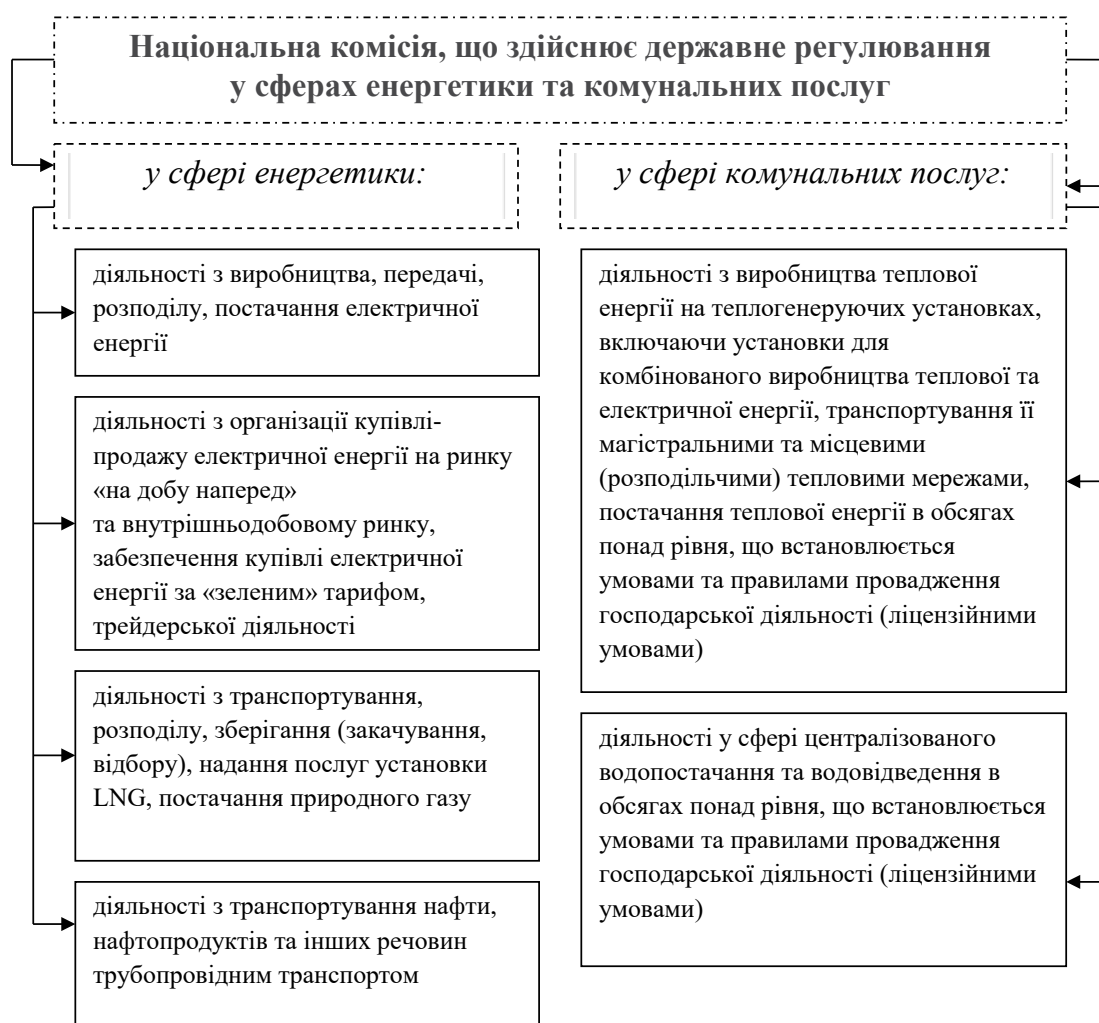 Національна комісія, що здійснює державне регулювання
у сферах енергетики та комунальних послуг
у сфері енергетики:
діяльності з виробництва, передачі,
розподілу, постачання електричної
енергії
діяльності з організації купівлі-
продажу електричної енергії на ринку
«на добу наперед»
та внутрішньодобовому ринку,
забезпечення купівлі електричної
енергії за «зеленим» тарифом,
трейдерської діяльності
діяльності з транспортування,
розподілу, зберігання (закачування,
відбору), надання послуг установки
LNG, постачання природного газу
діяльності з транспортування нафти,
нафтопродуктів та інших речовин
трубопровідним транспортом
у сфері комунальних послуг:
діяльності з виробництва теплової
енергії на теплогенеруючих установках,
включаючи установки для
комбінованого виробництва теплової та
електричної енергії, транспортування її
магістральними та місцевими
(розподільчими) тепловими мережами,
постачання теплової енергії в обсягах
понад рівня, що встановлюється
умовами та правилами провадження
господарської діяльності (ліцензійними
умовами)
діяльності у сфері централізованого
водопостачання та водовідведення в
обсягах понад рівня, що встановлюється
умовами та правилами провадження
господарської діяльності (ліцензійними
умовами)